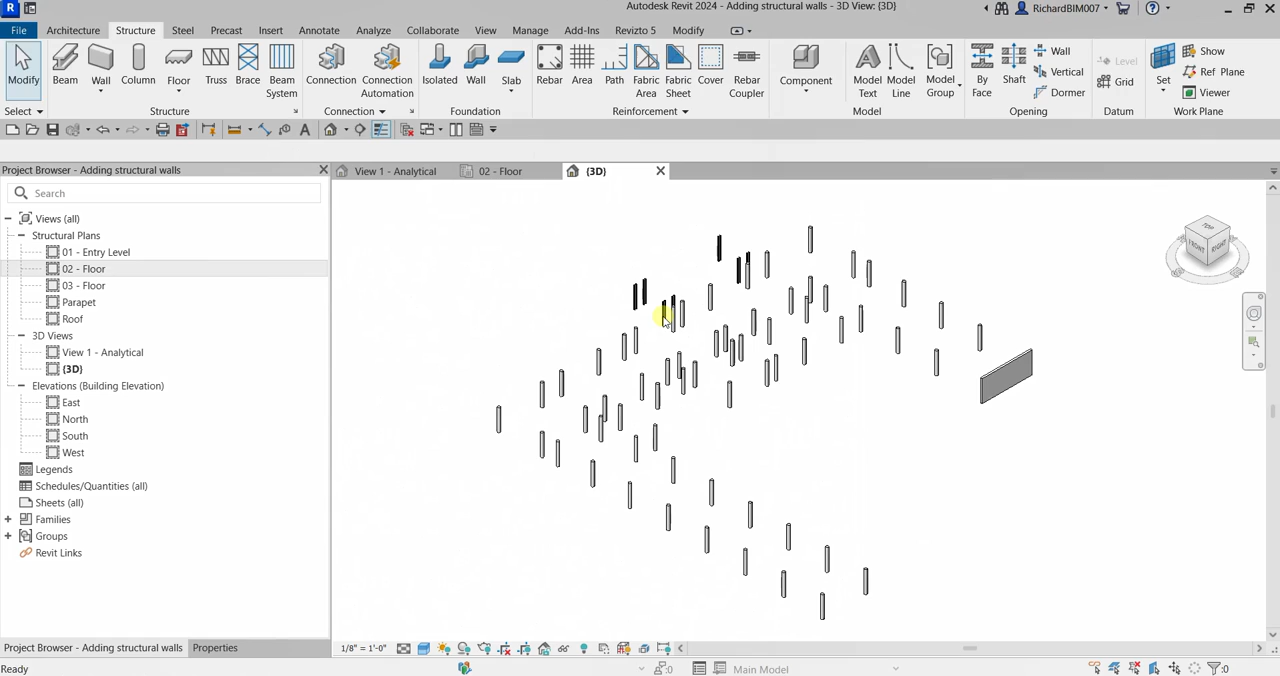 Autodesk Revit 2024 - Adding structural walls - 3D View: {3D}
RichardBIM007
File Architecture Structure Steel Precast Insert Annotate Analyze Collaborate View Manage Add-Ins Revizto 5 Modify
Modify Beam Wall Column Floor Truss Brace Beam System Connection Connection Automation Isolated Wall Slab Rebar Area Path Fabric Area Fabric Sheet Cover Rebar Coupler Component Model Text Model Line Model Group By Face Shaft Wall Vertical Dormer Level Grid Set Show Ref Plane Viewer
Select Structure Connection Foundation Reinforcement Model Opening Datum Work Plane
Project Browser - Adding structural walls
View 1 - Analytical 02 - Floor {3D}
Search
Views (all)
Structural Plans
01 - Entry Level
02 - Floor
03 - Floor
Parapet
Roof
3D Views
View 1 - Analytical
{3D}
Elevations (Building Elevation)
East
North
South
West
Legends
Schedules/Quantities (all)
Sheets (all)
Families
Groups
Revit Links
TOP
FRONT
RIGHT
Project Browser - Adding structural walls Properties
1/8" = 1'-0"
Ready
:0
Main Model
:0